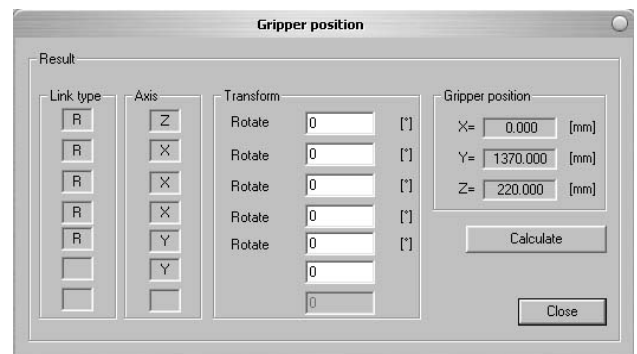 Gripper position
Result
Link type Axis Transform Gripper position
R Z Rotate 0 [°] X= 0.000 [mm]
R X Rotate 0 [°] Y= 1370.000 [mm]
R X Rotate 0 [°] Z= 220.000 [mm]
R X Rotate 0 [°]
R Y Rotate 0 [°] Calculate
Y 0
0
Close